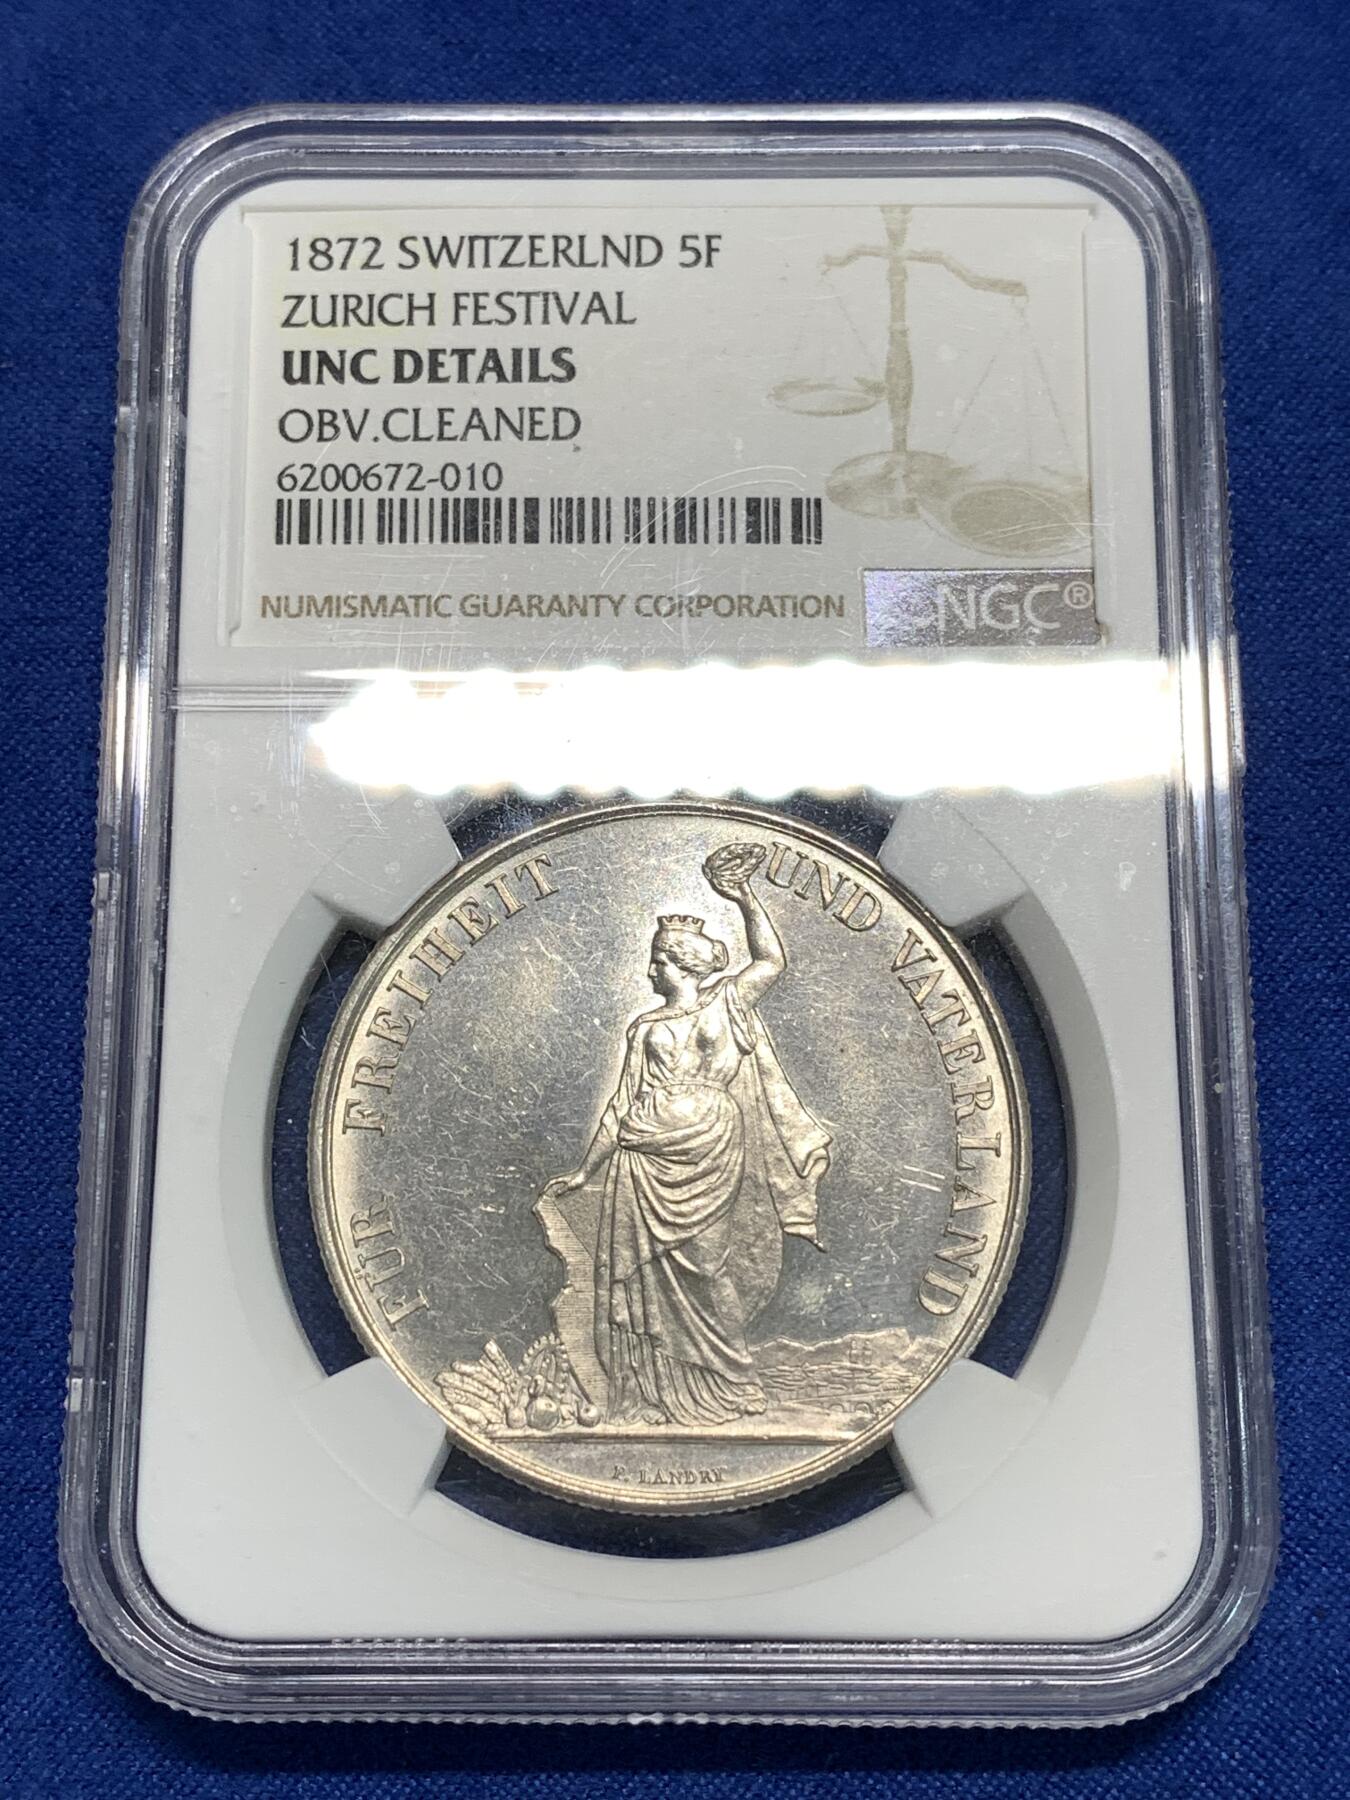 1872 SWITZERLND 5F
ZURICH FESTIVAL
UNC DETAILS
OBV.CLEANED
6200672-010
NUMISMATIC GUARANTY CORPORATION
NGC®
FÜR FREIHEIT UND VATERLAND
F. LANDRY